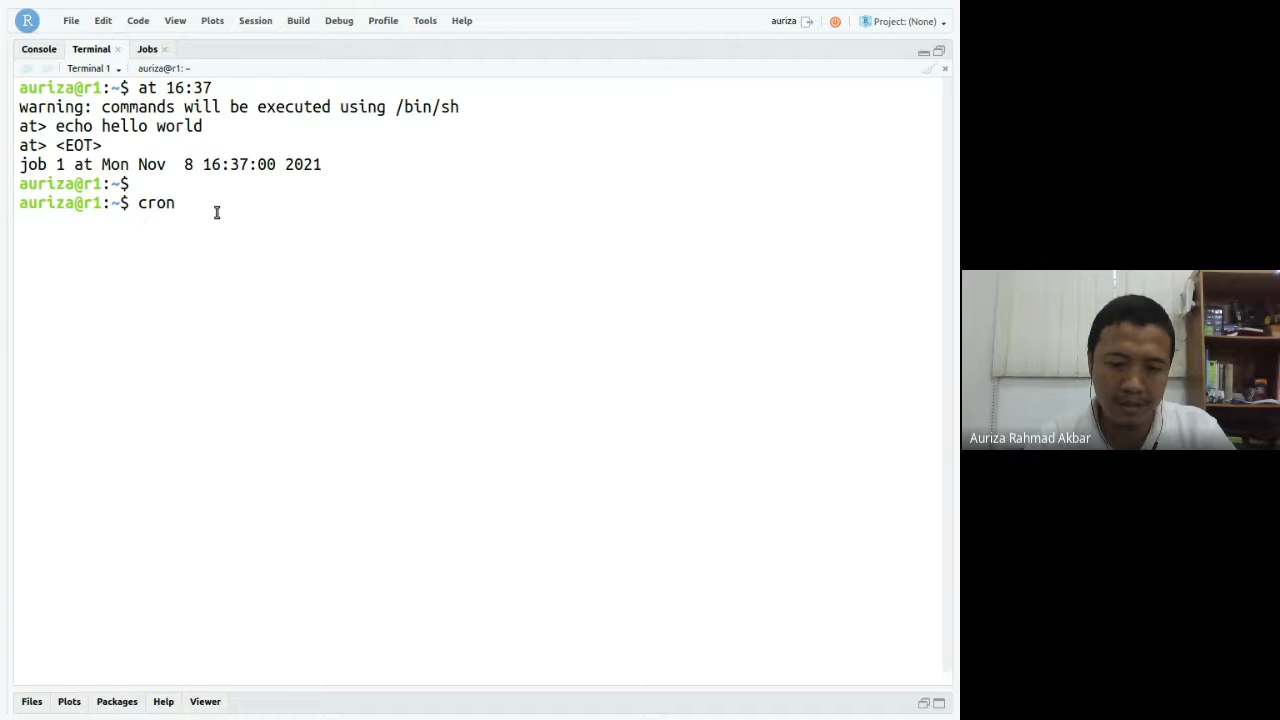 R File Edit Code View Plots Session Build Debug Profile Tools Help auriza R Project: (None)
Console Terminal × Jobs ×
Terminal 1 auriza@r1: ~
auriza@r1:~$ at 16:37
warning: commands will be executed using /bin/sh
at> echo hello world
at> <EOT>
job 1 at Mon Nov  8 16:37:00 2021
auriza@r1:~$
auriza@r1:~$ cron
Auriza Rahmad Akbar
Files Plots Packages Help Viewer